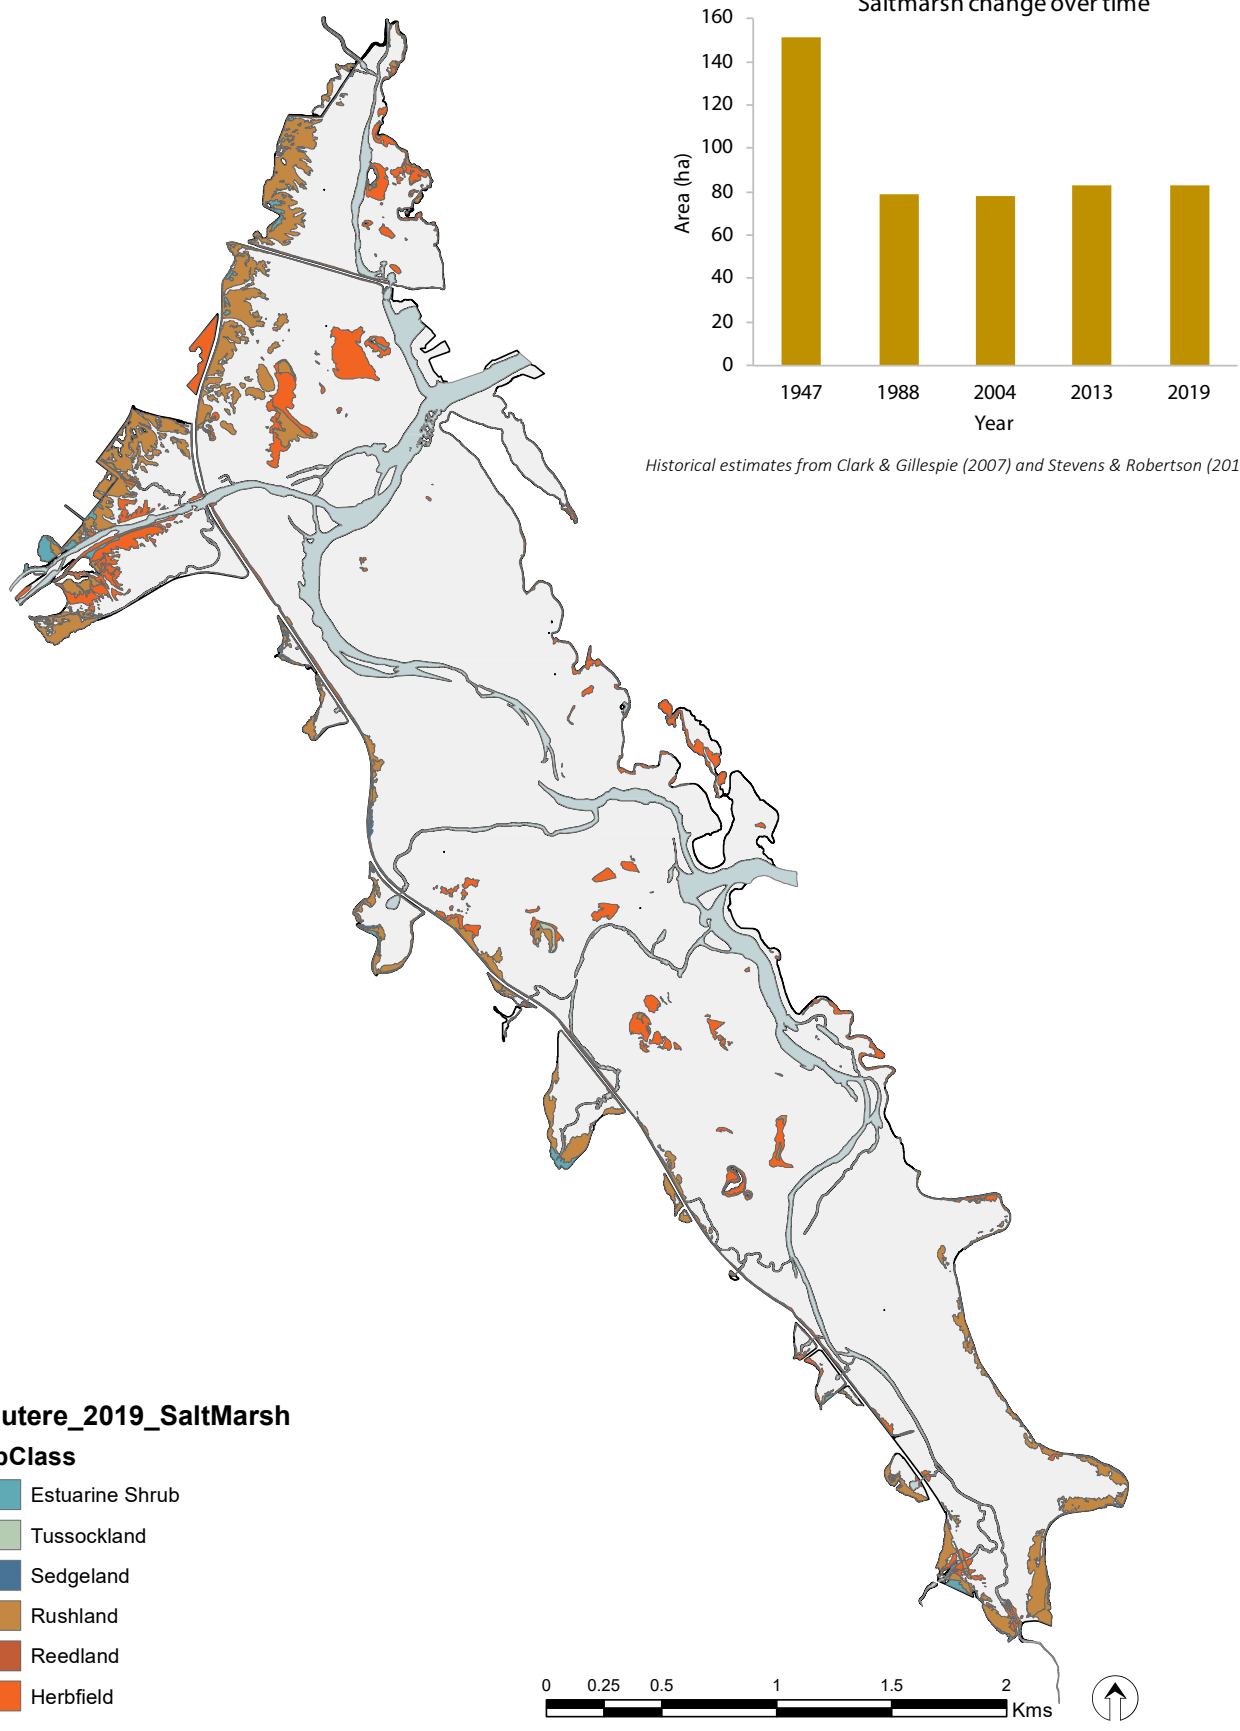 Saltmarsh change over time
160
140
120
100
80
60
40
20
0
Area (ha)
1947 1988 2004 2013 2019
Year
Historical estimates from Clark & Gillespie (2007) and Stevens & Robertson (201
utere_2019_SaltMarsh
Class
Estuarine Shrub
Tussockland
Sedgeland
Rushland
Reedland
Herbfield
0 0.25 0.5 1 1.5 2
Kms